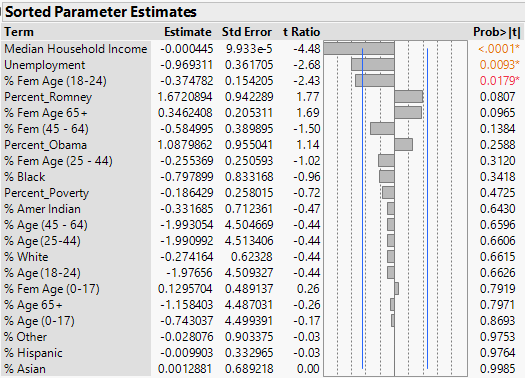 Sorted Parameter Estimates
Term Estimate Std Error t Ratio Prob>|t|
Median Household Income -0.000445 9.933e-5 -4.48 <.0001*
Unemployment -0.969311 0.361705 -2.68 0.0093*
% Fem Age (18-24) -0.374782 0.154205 -2.43 0.0179*
Percent_Romney 1.6720894 0.942289 1.77 0.0807
% Fem Age 65+ 0.3462408 0.205311 1.69 0.0965
% Fem (45 - 64) -0.584995 0.389895 -1.50 0.1384
Percent_Obama 1.0879862 0.955041 1.14 0.2588
% Fem Age (25 - 44) -0.255369 0.250593 -1.02 0.3120
% Black -0.797899 0.833168 -0.96 0.3418
Percent_Poverty -0.186429 0.258015 -0.72 0.4725
% Amer Indian -0.331685 0.712361 -0.47 0.6430
% Age (45 - 64) -1.993054 4.504669 -0.44 0.6596
% Age (25-44) -1.990992 4.513406 -0.44 0.6606
% White -0.274164 0.62328 -0.44 0.6615
% Age (18-24) -1.97656 4.509327 -0.44 0.6626
% Fem Age (0-17) 0.1295704 0.489137 0.26 0.7919
% Age 65+ -1.158403 4.487031 -0.26 0.7971
% Age (0-17) -0.743037 4.499391 -0.17 0.8693
% Other -0.028076 0.903375 -0.03 0.9753
% Hispanic -0.009903 0.332965 -0.03 0.9764
% Asian 0.0012881 0.689218 0.00 0.9985